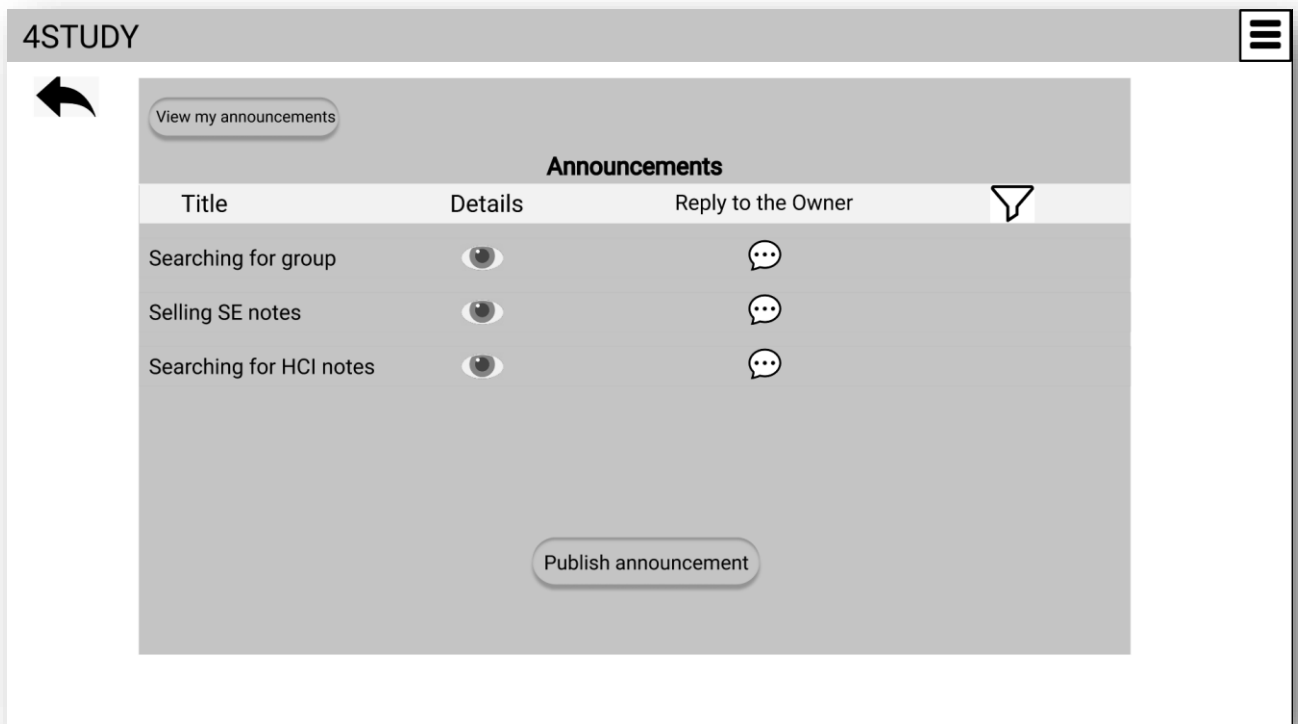 4STUDY
View my announcements
Announcements
Title Details Reply to the Owner
Searching for group
Selling SE notes
Searching for HCI notes
Publish announcement